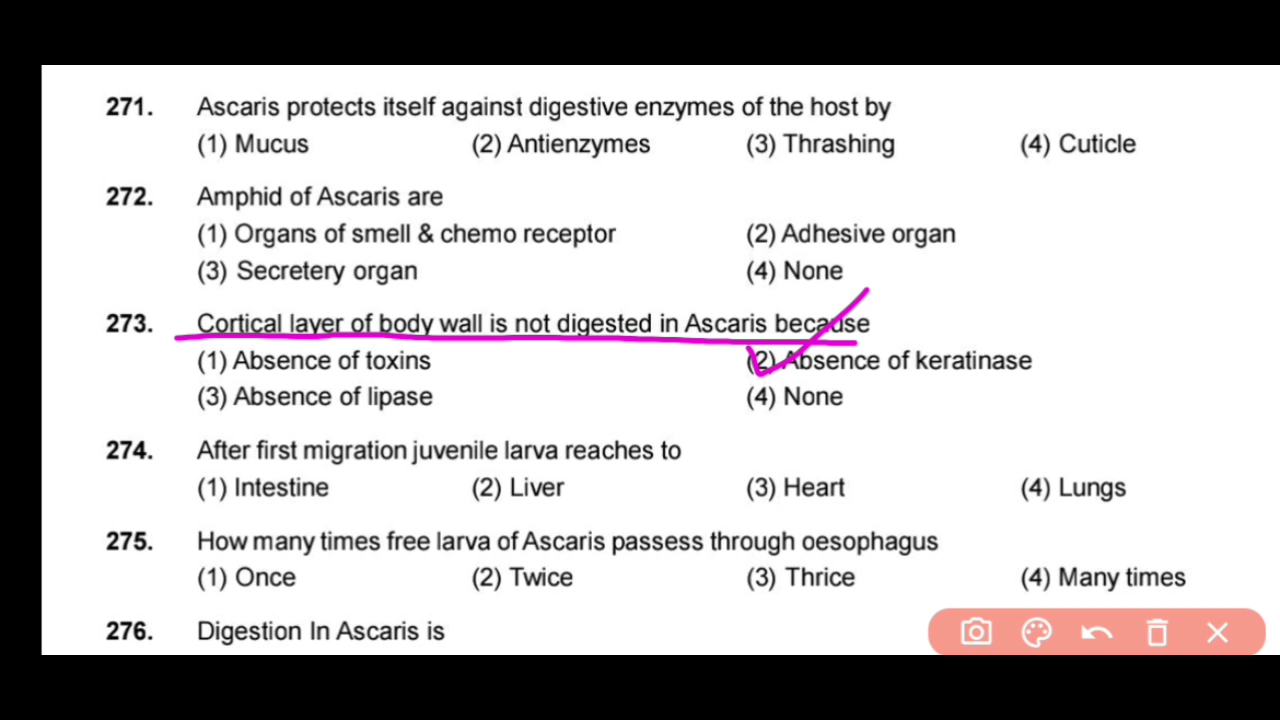 271. Ascaris protects itself against digestive enzymes of the host by
(1) Mucus (2) Antienzymes (3) Thrashing (4) Cuticle
272. Amphid of Ascaris are
(1) Organs of smell & chemo receptor (2) Adhesive organ
(3) Secretery organ (4) None
273. Cortical layer of body wall is not digested in Ascaris because
(1) Absence of toxins (2) Absence of keratinase
(3) Absence of lipase (4) None
274. After first migration juvenile larva reaches to
(1) Intestine (2) Liver (3) Heart (4) Lungs
275. How many times free larva of Ascaris passess through oesophagus
(1) Once (2) Twice (3) Thrice (4) Many times
276. Digestion In Ascaris is